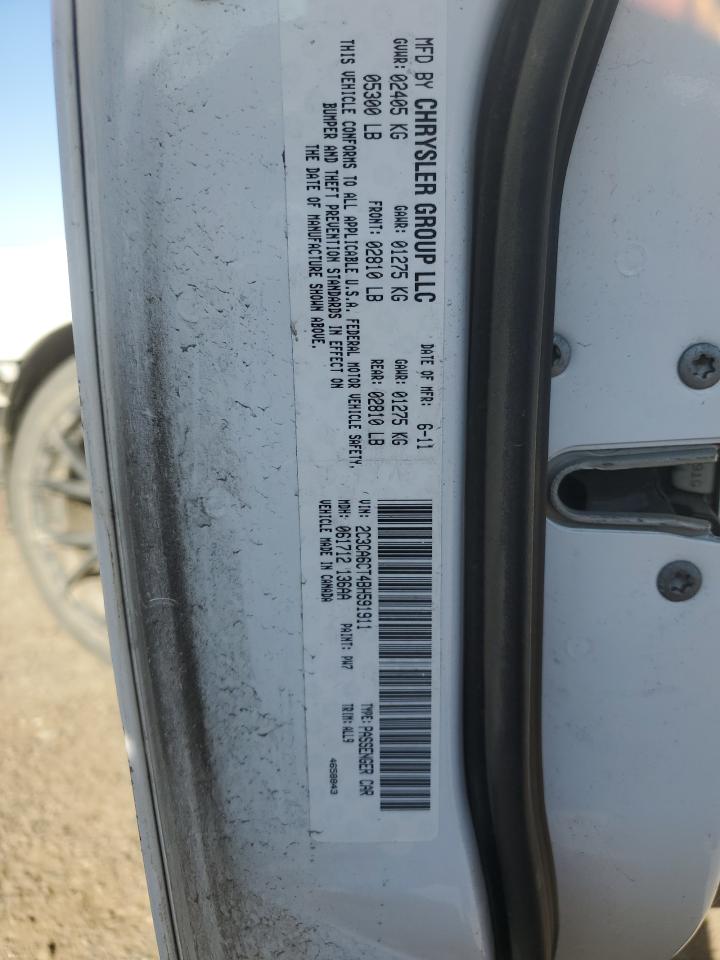 MFD BY CHRYSLER GROUP LLC DATE OF MFR: 6-11
GVWR: 02405 KG GAWR: 01275 KG GAWR: 01275 KG
05300 LB FRONT: 02810 LB REAR: 02810 LB
THIS VEHICLE CONFORMS TO ALL APPLICABLE U.S.A. FEDERAL MOTOR VEHICLE SAFETY,
BUMPER AND THEFT PREVENTION STANDARDS IN EFFECT ON
THE DATE OF MANUFACTURE SHOWN ABOVE.
VIN: 2C3CA6CT4BH591911 TYPE: PASSENGER CAR
MDH: 061712 136AA PAINT: PW7 TRIM: ALL9
VEHICLE MADE IN CANADA 4658843